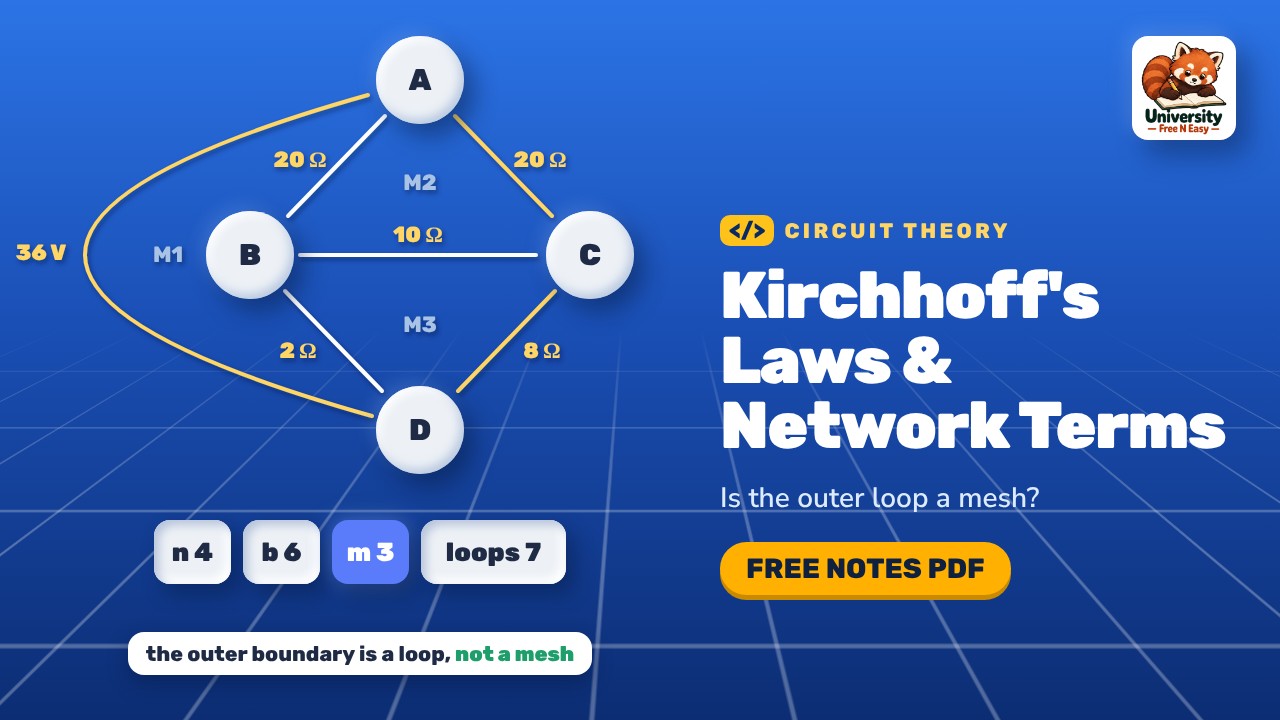 A
University
Free N Easy
20 Ω
20 Ω
M2
</> CIRCUIT THEORY
10 Ω
36 V
M1
B
C
Kirchhoff's
Laws &
Network Terms
M3
2 Ω
8 Ω
D
Is the outer loop a mesh?
n 4
b 6
m 3
loops 7
FREE NOTES PDF
the outer boundary is a loop, not a mesh